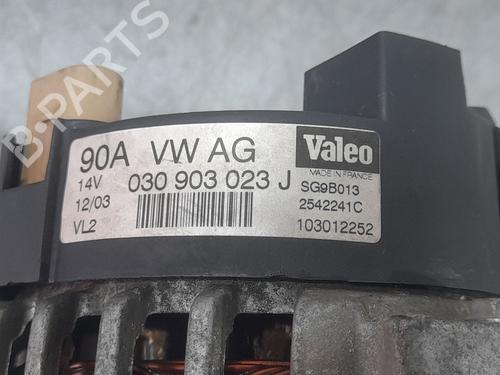 90A VW AG
14V 030 903 023 J
12/03
VL2
Valeo
MADE IN FRANCE
SG9B013
2542241C
103012252
B-PARTS